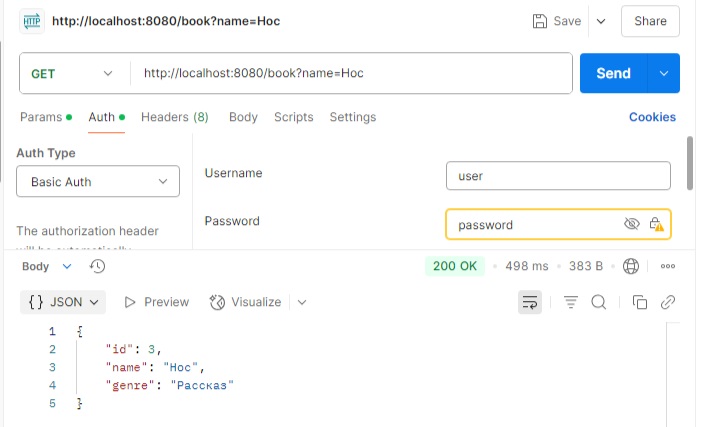 HTTP http://localhost:8080/book?name=Нос Save Share
GET http://localhost:8080/book?name=Нос Send
Params Auth Headers (8) Body Scripts Settings Cookies
Auth Type
Basic Auth
The authorization header
Username user
Password password
Body 200 OK 498 ms 383 B
{} JSON Preview Visualize
1 {
2 "id": 3,
3 "name": "Нос",
4 "genre": "Рассказ"
5 }